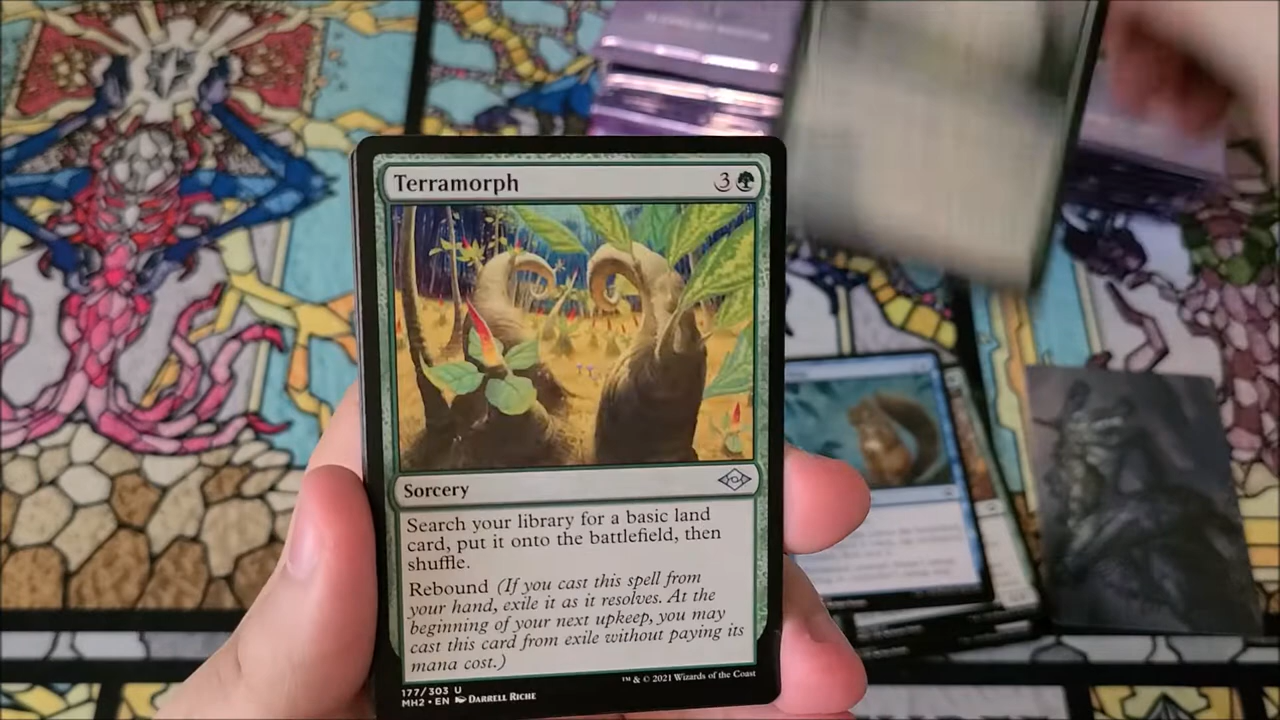 Terramorph 3
Sorcery
Search your library for a basic land
card, put it onto the battlefield, then
shuffle.
Rebound (If you cast this spell from
your hand, exile it as it resolves. At the
beginning of your next upkeep, you may
cast this card from exile without paying its
mana cost.)
177/303 U
MH2 • EN DARRELL RICHE
™ & © 2021 Wizards of the Coast